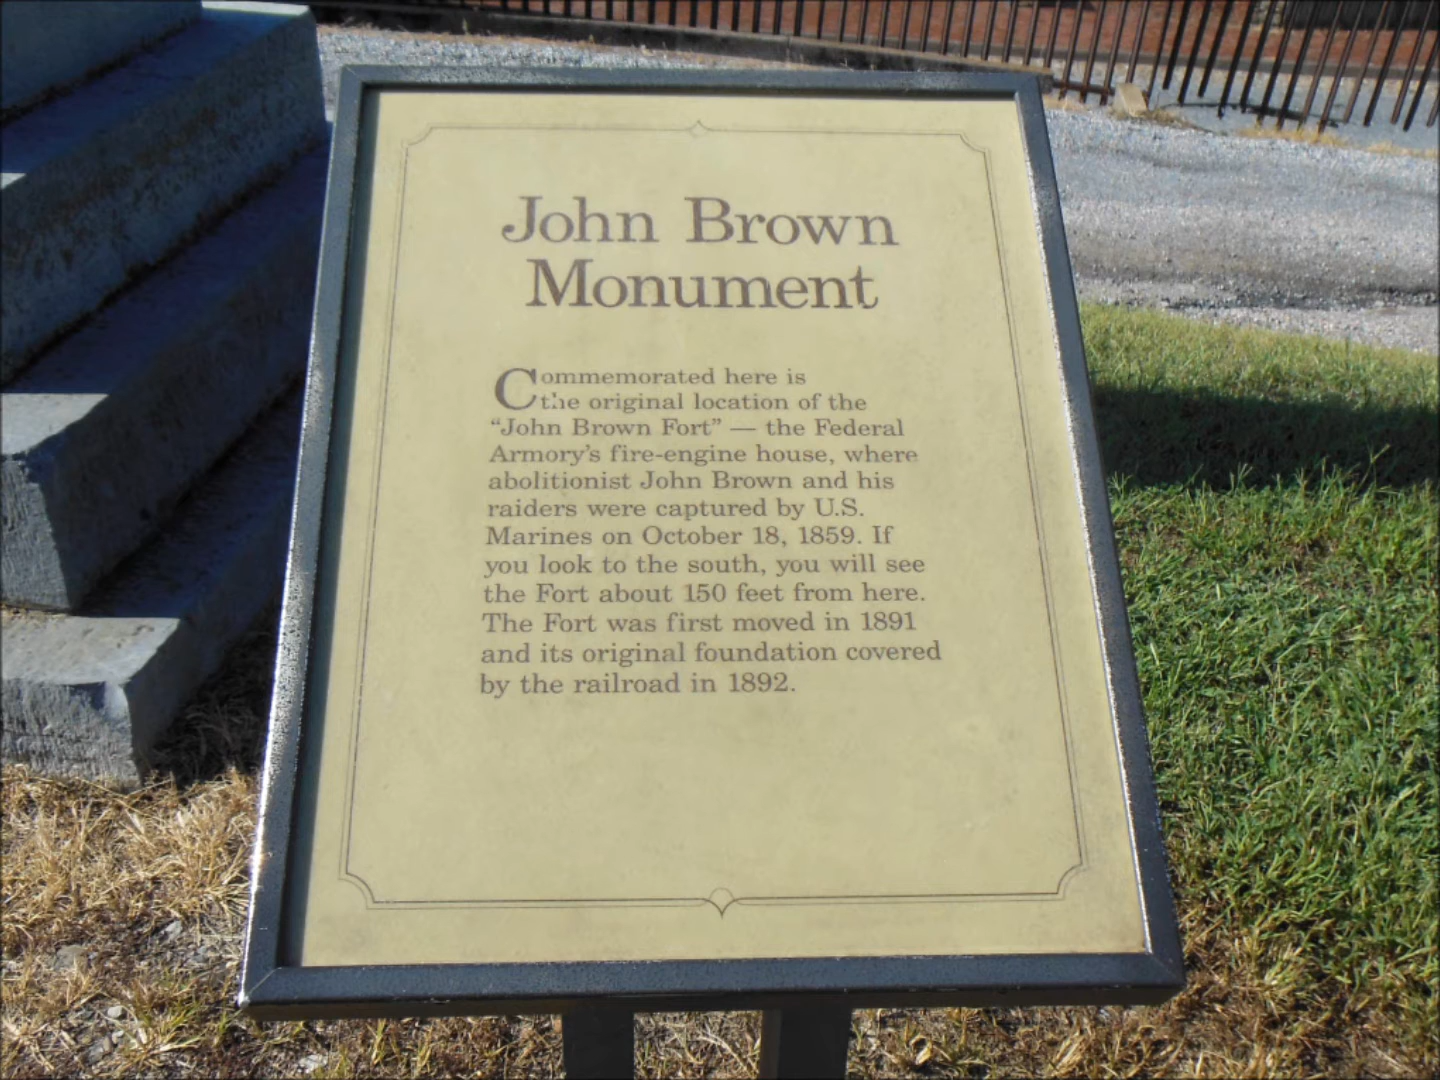 John Brown
Monument
Commemorated here is
the original location of the
“John Brown Fort” — the Federal
Armory’s fire-engine house, where
abolitionist John Brown and his
raiders were captured by U.S.
Marines on October 18, 1859. If
you look to the south, you will see
the Fort about 150 feet from here.
The Fort was first moved in 1891
and its original foundation covered
by the railroad in 1892.